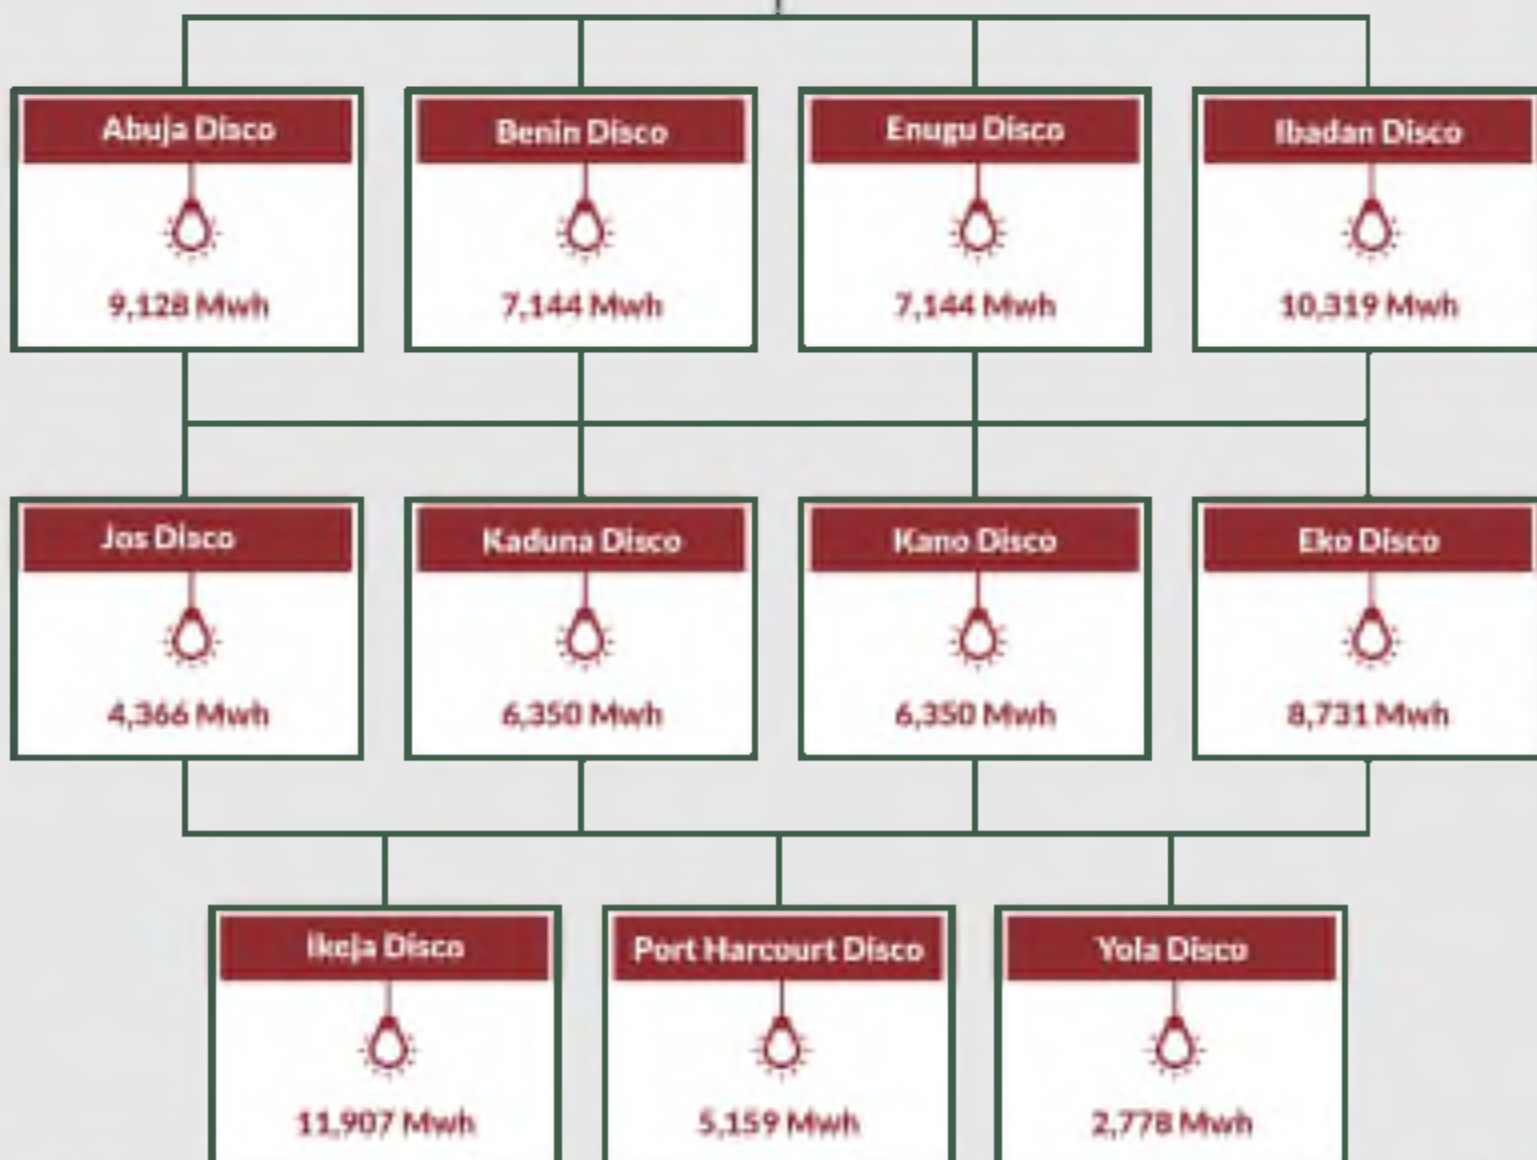 Abuja Disco
Benin Disco
Enugu Disco
Ibadan Disco
9,128 Mwh
7,144 Mwh
7,144 Mwh
10,319 Mwh
Jos Disco
Kaduna Disco
Kano Disco
Eko Disco
4,366 Mwh
6,350 Mwh
6,350 Mwh
8,731 Mwh
Ikeja Disco
Port Harcourt Disco
Yola Disco
11,907 Mwh
5,159 Mwh
2,778 Mwh